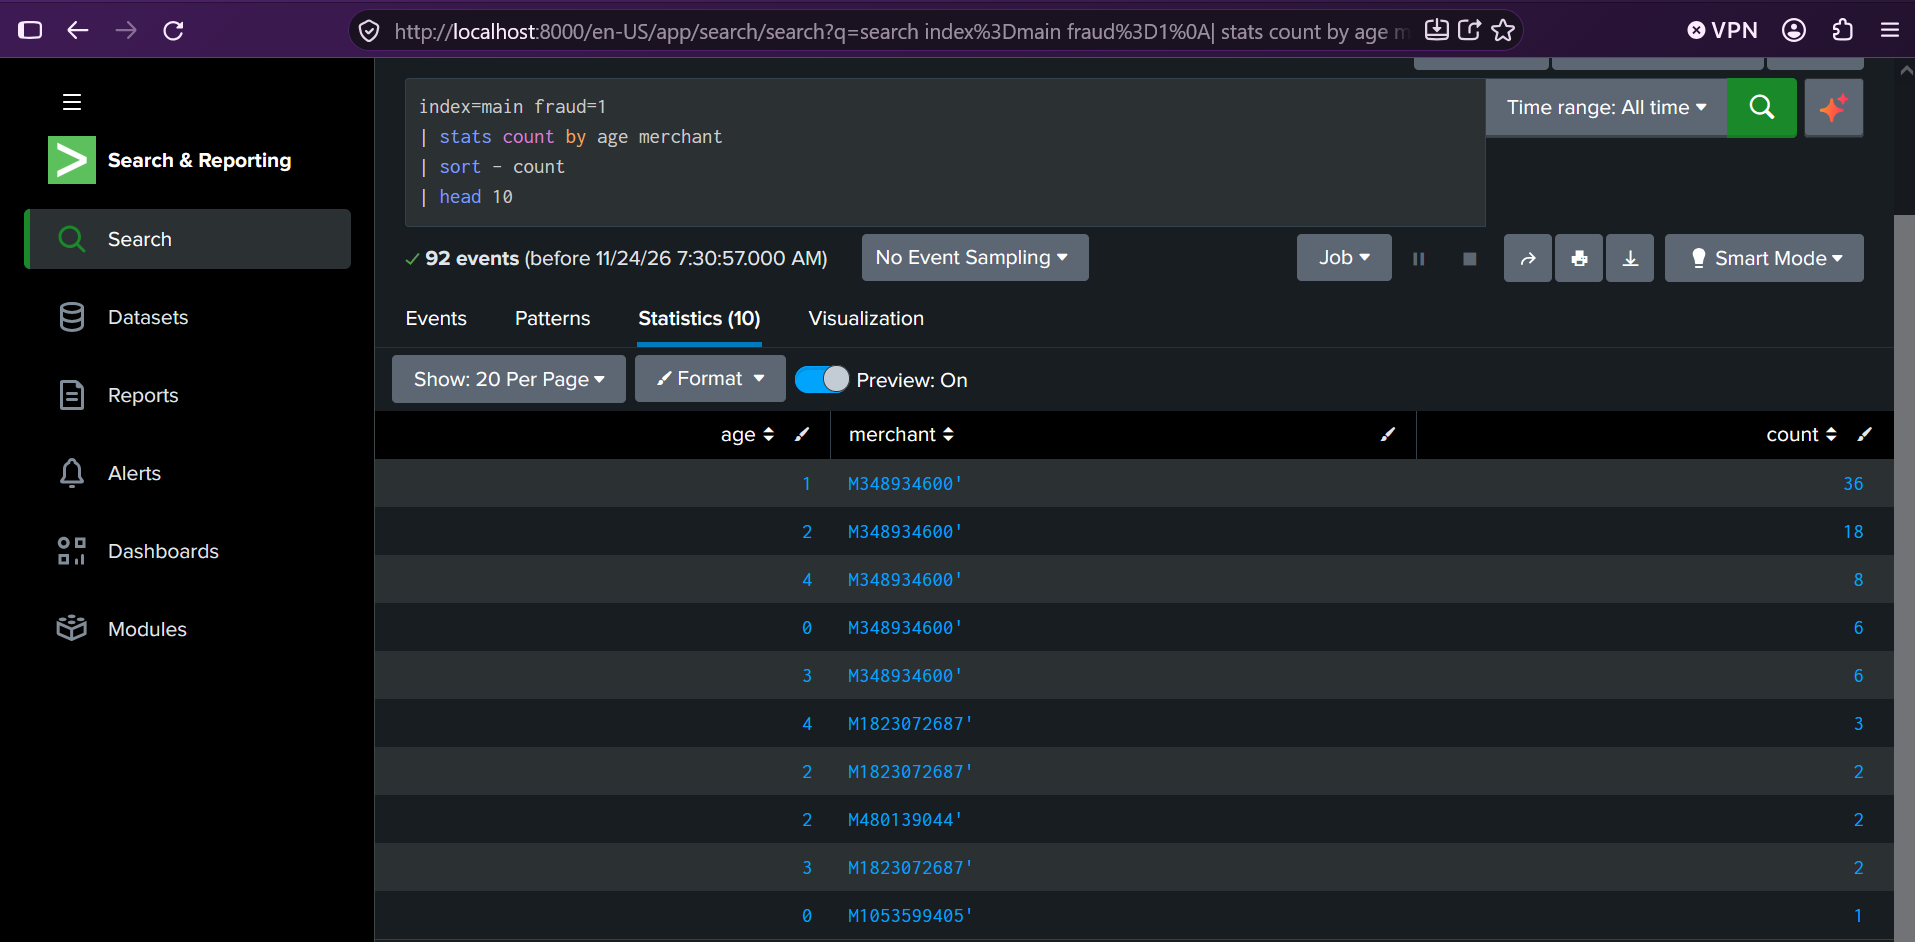 http://localhost:8000/en-US/app/search/search?q=search index%3Dmain fraud%3D1%0A| stats count by age m
VPN
Search & Reporting
Search
Datasets
Reports
Alerts
Dashboards
Modules
index=main fraud=1
| stats count by age merchant
| sort - count
| head 10
Time range: All time
92 events (before 11/24/26 7:30:57.000 AM)
No Event Sampling
Job
Smart Mode
Events
Patterns
Statistics (10)
Visualization
Show: 20 Per Page
Format
Preview: On
age merchant count
1 M348934600' 36
2 M348934600' 18
4 M348934600' 8
0 M348934600' 6
3 M348934600' 6
4 M1823072687' 3
2 M1823072687' 2
2 M480139044' 2
3 M1823072687' 2
0 M1053599405' 1